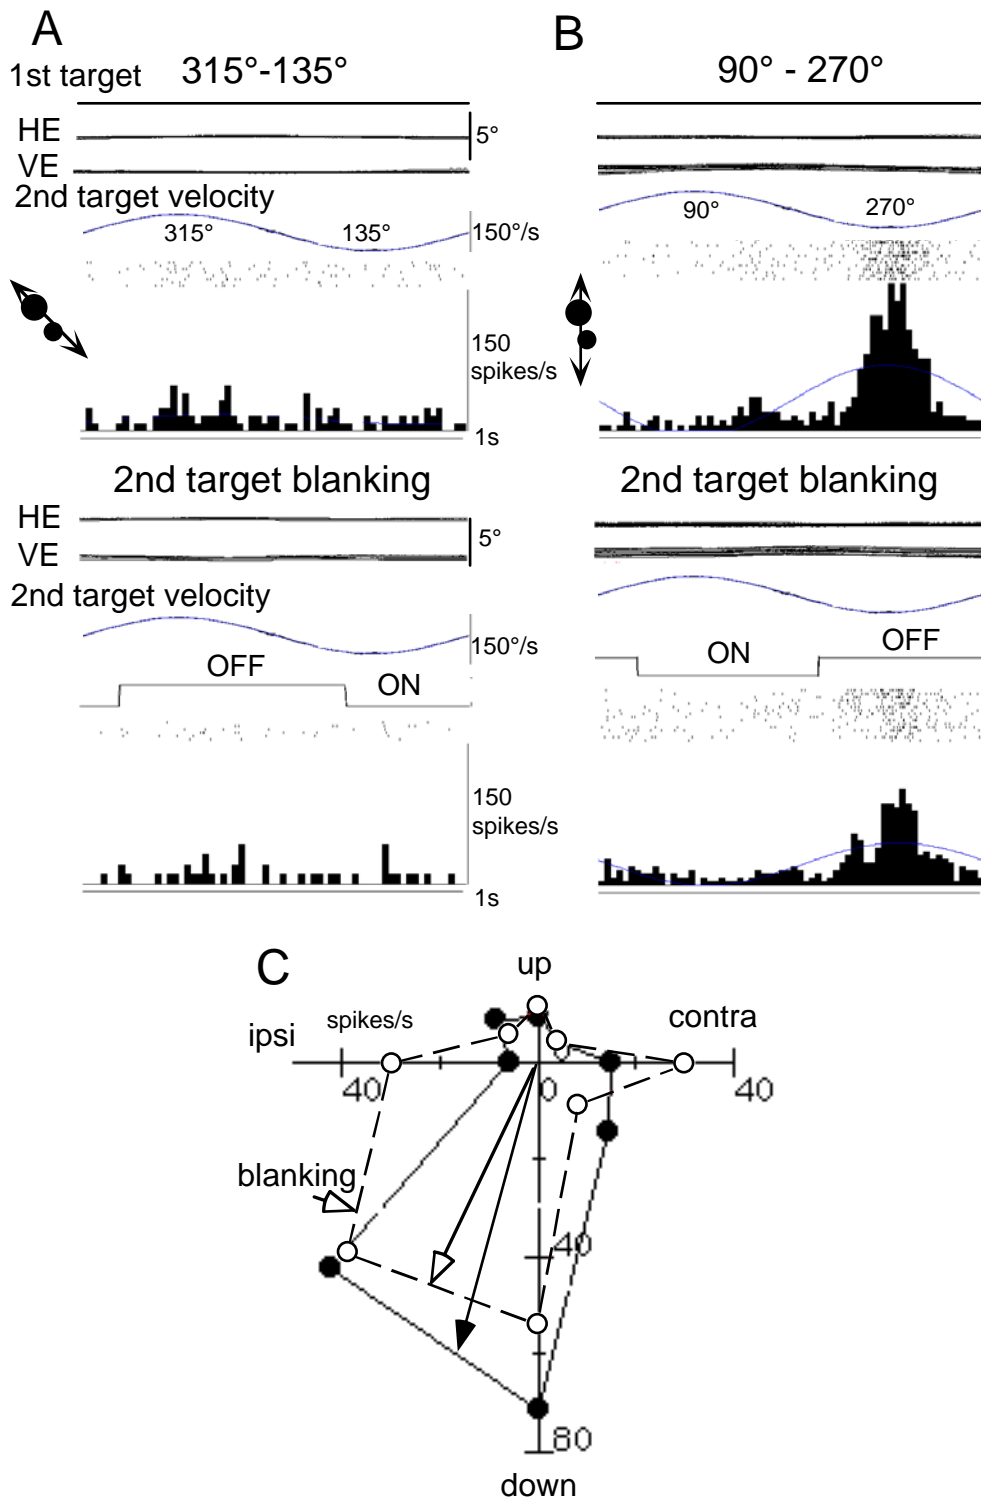 A
1st target 315°-135°
HE
5°
VE
2nd target velocity
315°
135°
150°/s
150
spikes/s
1s
2nd target blanking
HE
5°
VE
2nd target velocity
150°/s
OFF
ON
150
spikes/s
1s
B
90° - 270°
90°
270°
2nd target blanking
ON
OFF
C
up
ipsi
spikes/s
contra
40
0
40
blanking
40
80
down